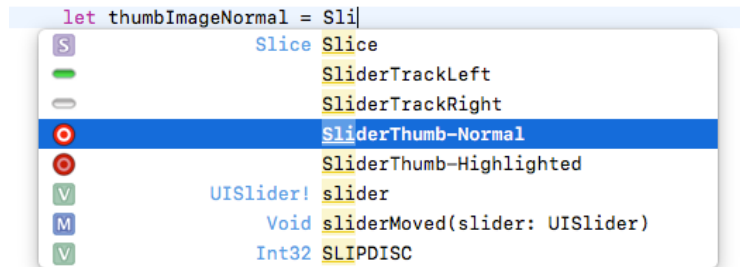 let thumbImageNormal = Sli
S Slice Slice
SliderTrackLeft
SliderTrackRight
SliderThumb-Normal
SliderThumb-Highlighted
V UISlider! slider
M Void sliderMoved(slider: UISlider)
V Int32 SLIPDISC